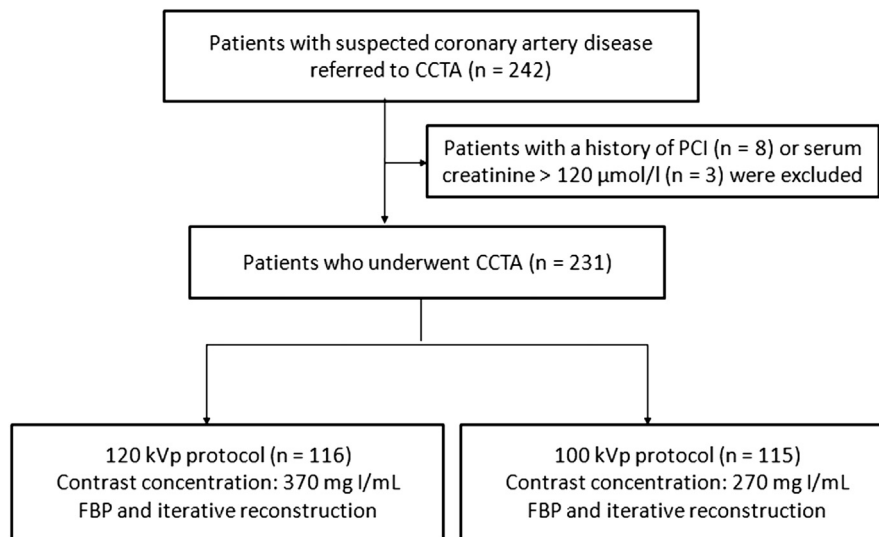 Patients with suspected coronary artery disease
referred to CCTA (n = 242)
Patients with a history of PCI (n = 8) or serum
creatinine > 120 μmol/l (n = 3) were excluded
Patients who underwent CCTA (n = 231)
120 kVp protocol (n = 116)
Contrast concentration: 370 mg I/mL
FBP and iterative reconstruction
100 kVp protocol (n = 115)
Contrast concentration: 270 mg I/mL
FBP and iterative reconstruction